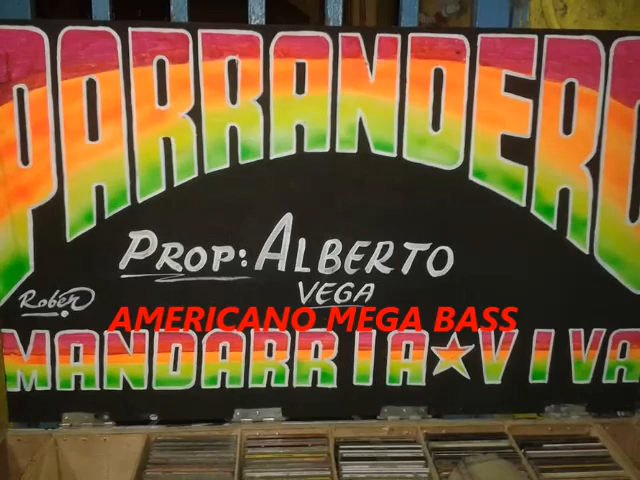 PARRANDERO
PROP: ALBERTO
VEGA
Rober
AMERICANO MEGA BASS
MANDARRIA★VIVA